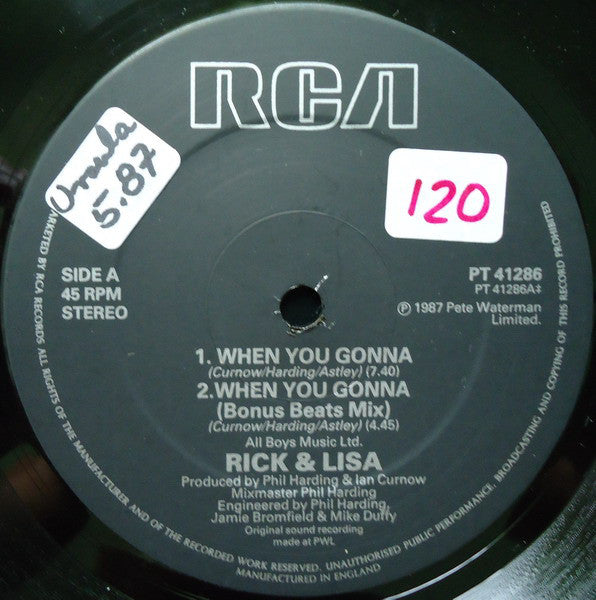 RCA
Ursula
5.87
120
SIDE A
45 RPM
STEREO
PT 41286
PT 41286A‡
℗ 1987 Pete Waterman
Limited.
1. WHEN YOU GONNA
(Curnow/Harding/Astley) (7.40)
2.WHEN YOU GONNA
(Bonus Beats Mix)
(Curnow/Harding/Astley) (4.45)
All Boys Music Ltd.
RICK & LISA
Produced by Phil Harding & Ian Curnow
Mixmaster Phil Harding
Engineered by Phil Harding,
Jamie Bromfield & Mike Duffy
Original sound recording
made at PWL
ARKETED BY RCA RECORDS. ALL RIGHTS OF THE MANUFACTURER AND OF THE RECORDED WORK RESERVED. UNAUTHORISED PUBLIC PERFORMANCE, BROADCASTING AND COPYING OF THIS RECORD PROHIBITED
MANUFACTURED IN ENGLAND